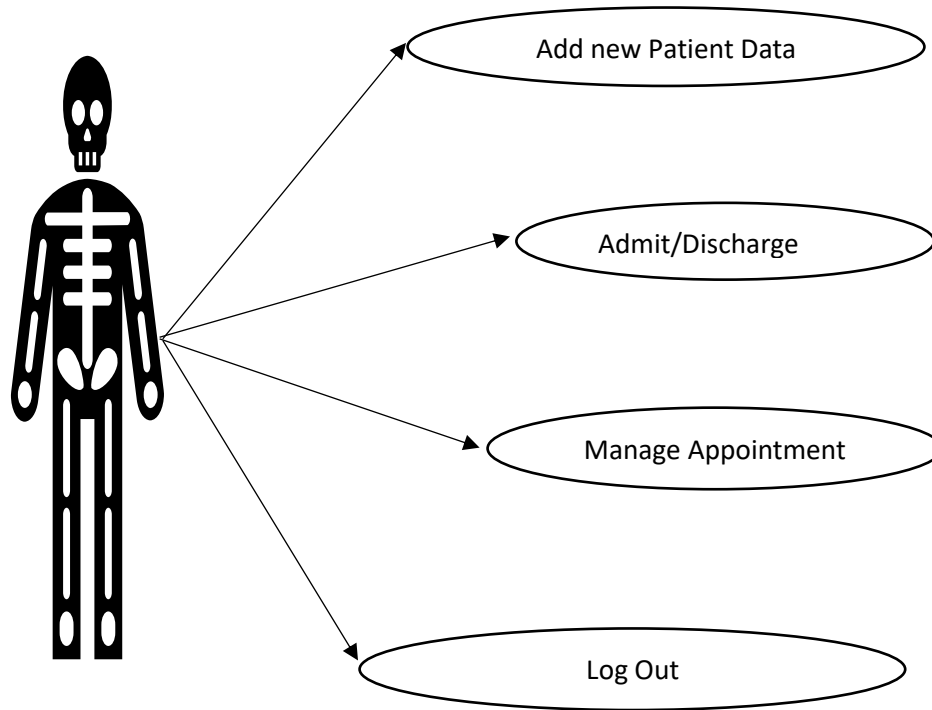 Add new Patient Data
Admit/Discharge
Manage Appointment
Log Out